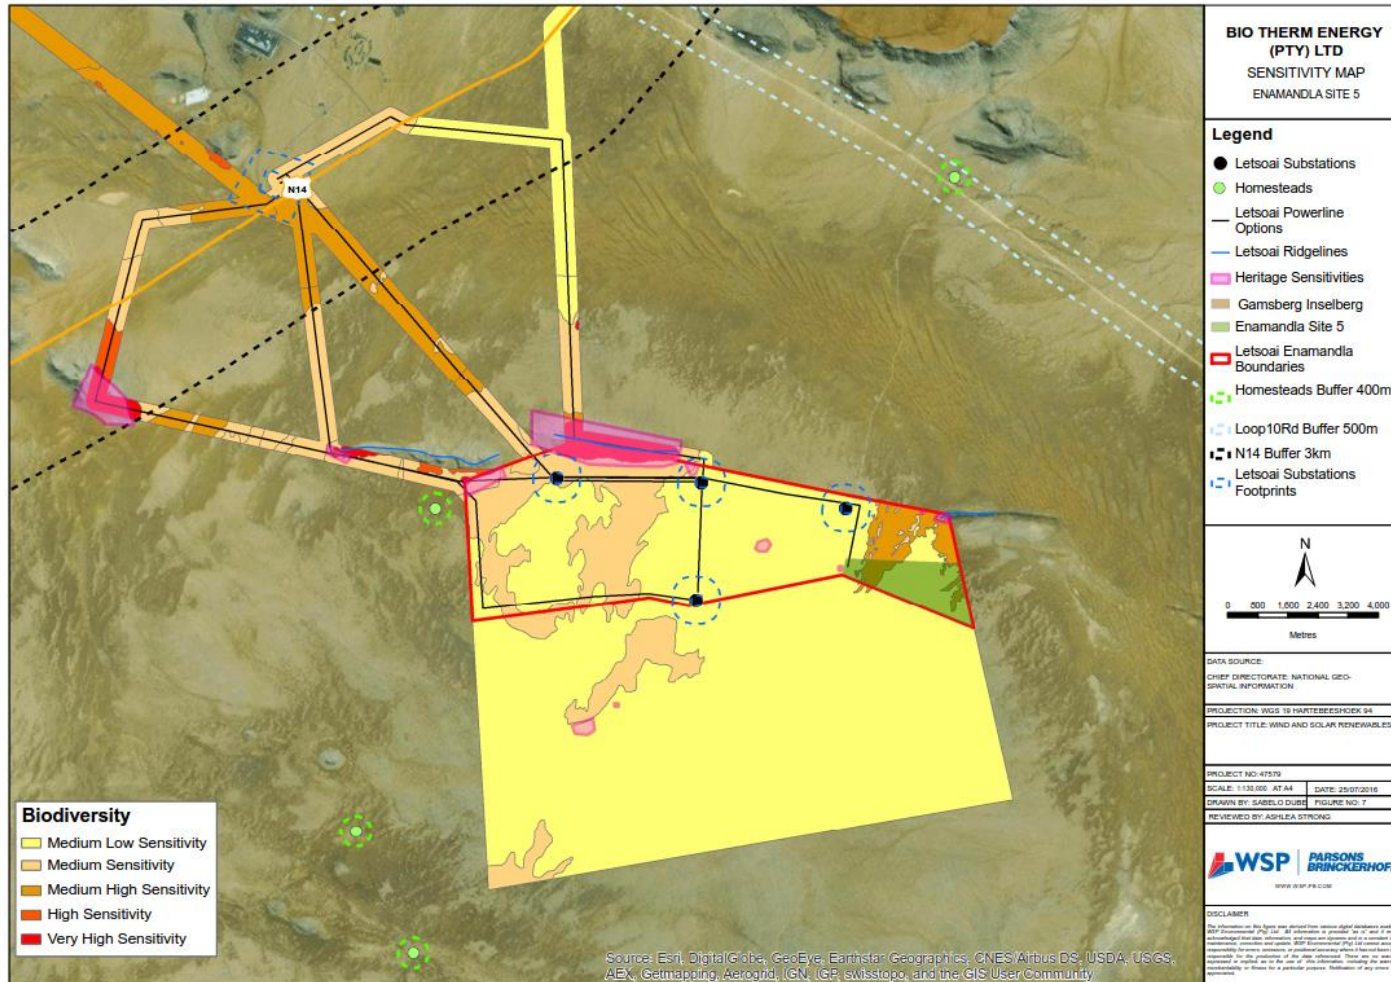 N14
BIO THERM ENERGY
(PTY) LTD
SENSITIVITY MAP
ENAMANDLA SITE 5
Legend
Letsoai Substations
Homesteads
Letsoai Powerline
Options
Letsoai Ridgelines
Heritage Sensitivities
Gamsberg Inselberg
Enamandla Site 5
Letsoai Enamandla
Boundaries
Homesteads Buffer 400m
Loop10Rd Buffer 500m
N14 Buffer 3km
Letsoai Substations
Footprints
N
0 800 1,600 2,400 3,200 4,000
Metres
DATA SOURCE:
CHIEF DIRECTORATE: NATIONAL GEO-
SPATIAL INFORMATION
PROJECTION: WGS 19 HARTEBEESHOEK 94
PROJECT TITLE: WIND AND SOLAR RENEWABLES
PROJECT NO: 47579
SCALE: 1:130,000 AT A4 DATE: 25/07/2016
DRAWN BY: SABELO DUBE FIGURE NO: 7
REVIEWED BY: ASHLEA STRONG
WSP PARSONS
BRINCKERHOFF
WWW.WSP-PB.COM
DISCLAIMER
Biodiversity
Medium Low Sensitivity
Medium Sensitivity
Medium High Sensitivity
High Sensitivity
Very High Sensitivity
Source: Esri, DigitalGlobe, GeoEye, Earthstar Geographics, CNES/Airbus DS, USDA, USGS,
AEX, Getmapping, Aerogrid, IGN, IGP, swisstopo, and the GIS User Community